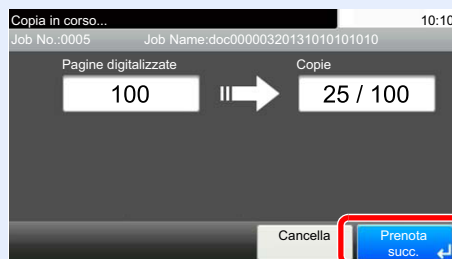 Copia in corso... 10:10
Job No.:0005 Job Name:doc00000320131010101010
Pagine digitalizzate Copie
100 25 / 100
Cancella Prenota
succ.